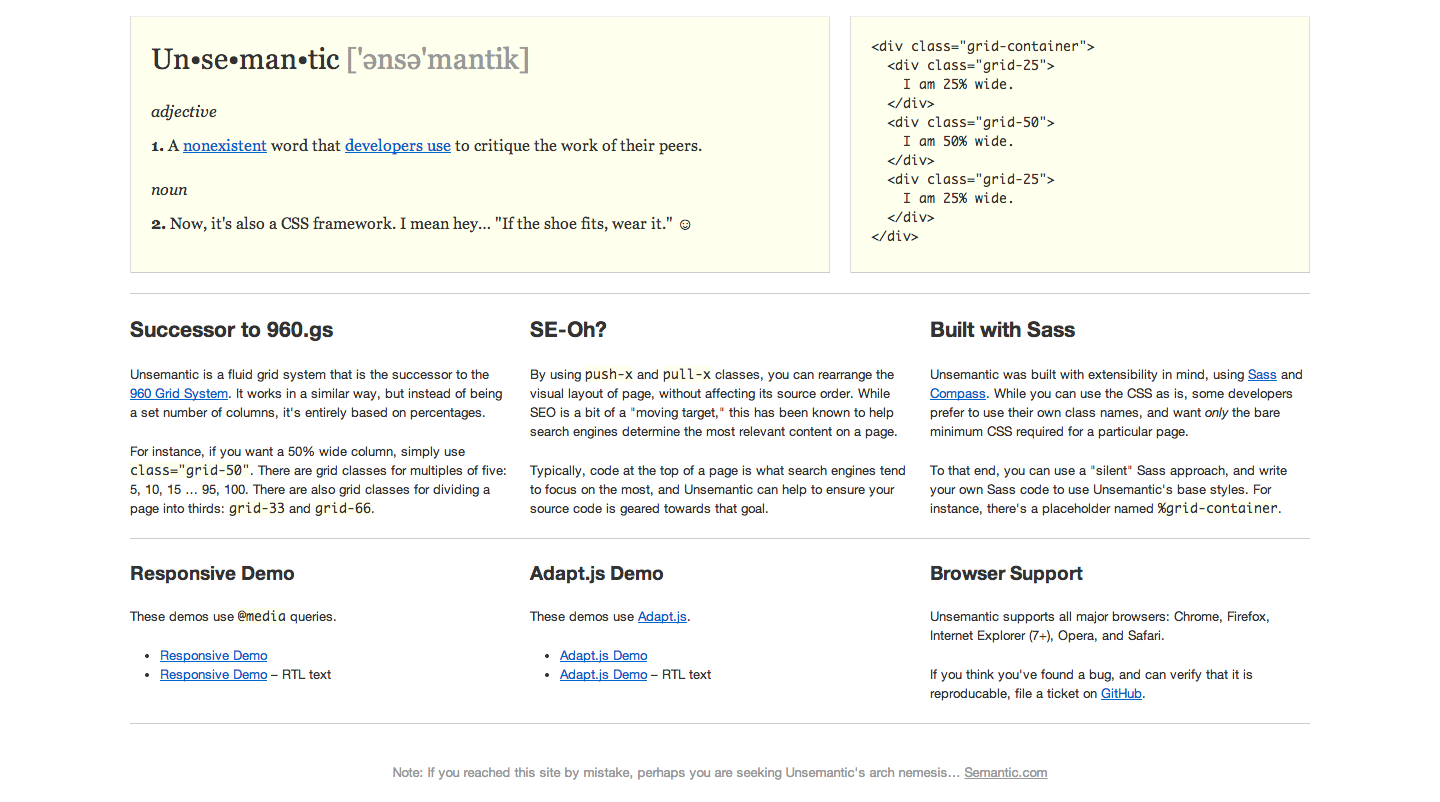 Un•se•man•tic ['ənsə'mantik]
adjective
1. A nonexistent word that developers use to critique the work of their peers.
noun
2. Now, it's also a CSS framework. I mean hey... "If the shoe fits, wear it." ☺
<div class="grid-container">
  <div class="grid-25">
    I am 25% wide.
  </div>
  <div class="grid-50">
    I am 50% wide.
  </div>
  <div class="grid-25">
    I am 25% wide.
  </div>
</div>
Successor to 960.gs
Unsemantic is a fluid grid system that is the successor to the
960 Grid System. It works in a similar way, but instead of being
a set number of columns, it's entirely based on percentages.
For instance, if you want a 50% wide column, simply use
class="grid-50". There are grid classes for multiples of five:
5, 10, 15 … 95, 100. There are also grid classes for dividing a
page into thirds: grid-33 and grid-66.
SE-Oh?
By using push-x and pull-x classes, you can rearrange the
visual layout of page, without affecting its source order. While
SEO is a bit of a "moving target," this has been known to help
search engines determine the most relevant content on a page.
Typically, code at the top of a page is what search engines tend
to focus on the most, and Unsemantic can help to ensure your
source code is geared towards that goal.
Built with Sass
Unsemantic was built with extensibility in mind, using Sass and
Compass. While you can use the CSS as is, some developers
prefer to use their own class names, and want only the bare
minimum CSS required for a particular page.
To that end, you can use a "silent" Sass approach, and write
your own Sass code to use Unsemantic's base styles. For
instance, there's a placeholder named %grid-container.
Responsive Demo
These demos use @media queries.
• Responsive Demo
• Responsive Demo – RTL text
Adapt.js Demo
These demos use Adapt.js.
• Adapt.js Demo
• Adapt.js Demo – RTL text
Browser Support
Unsemantic supports all major browsers: Chrome, Firefox,
Internet Explorer (7+), Opera, and Safari.
If you think you've found a bug, and can verify that it is
reproducable, file a ticket on GitHub.
Note: If you reached this site by mistake, perhaps you are seeking Unsemantic's arch nemesis… Semantic.com